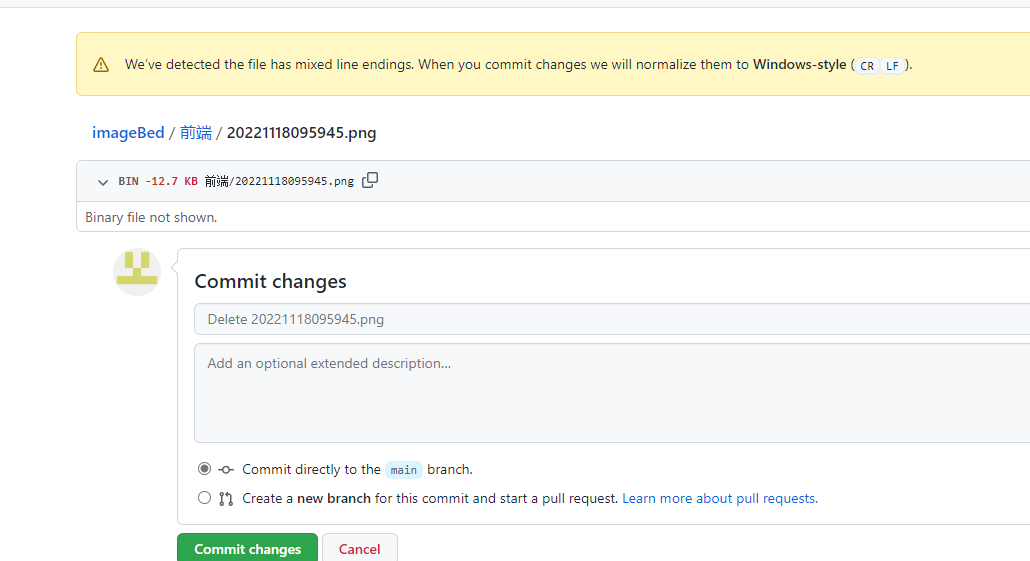 We've detected the file has mixed line endings. When you commit changes we will normalize them to Windows-style (CR LF).
imageBed / 前端 / 20221118095945.png
BIN -12.7 KB 前端/20221118095945.png
Binary file not shown.
Commit changes
Delete 20221118095945.png
Add an optional extended description...
Commit directly to the main branch.
Create a new branch for this commit and start a pull request. Learn more about pull requests.
Commit changes Cancel